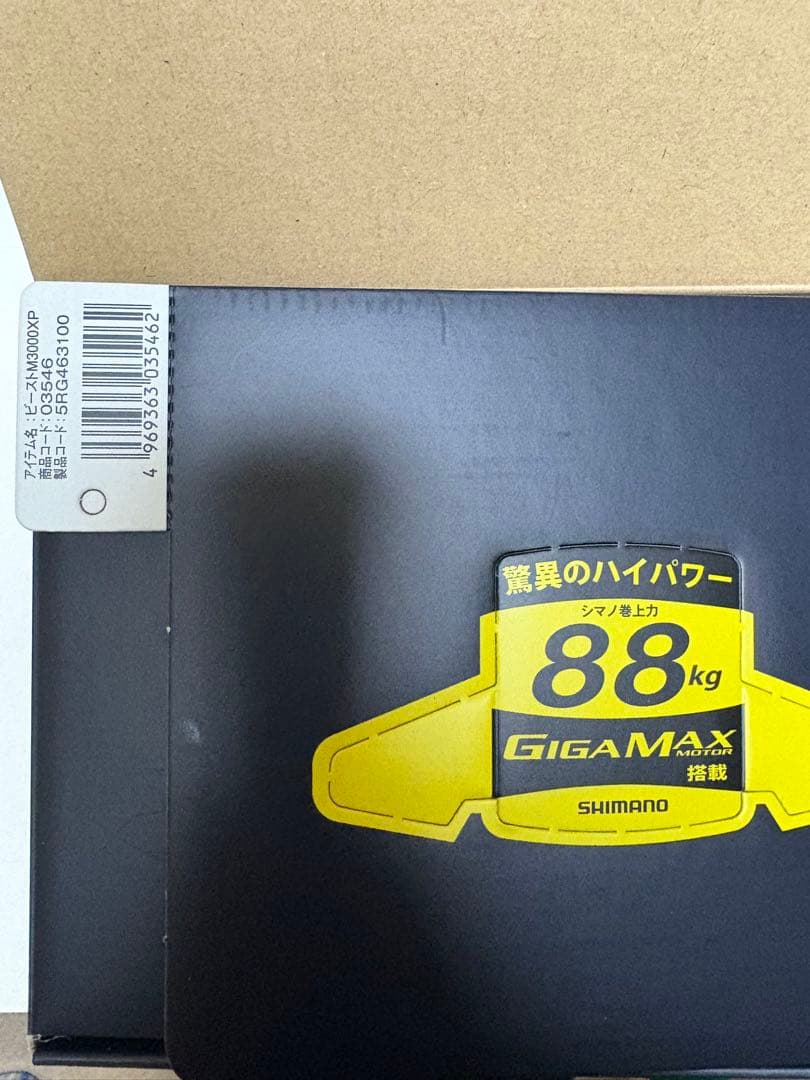 アイテム名：ビーストM3000XP
商品コード：03546
製品コード：5RG463100
4 969363 035462
驚異のハイパワー
シマノ巻上力
88kg
GIGAMAX
MOTOR
搭載
SHIMANO